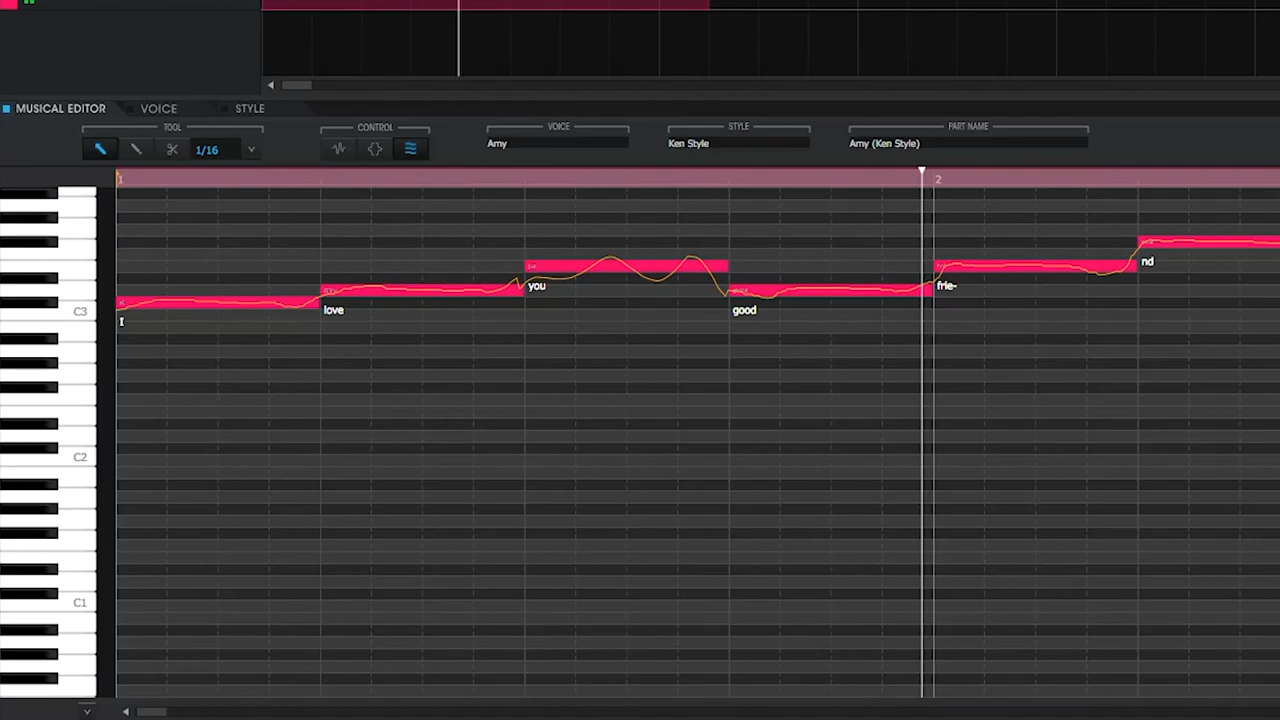 MUSICAL EDITOR VOICE STYLE
TOOL CONTROL VOICE STYLE PART NAME
1/16 Amy Ken Style Amy (Ken Style)
1 2
nd
you frie-
C3 love good
I
C2
C1